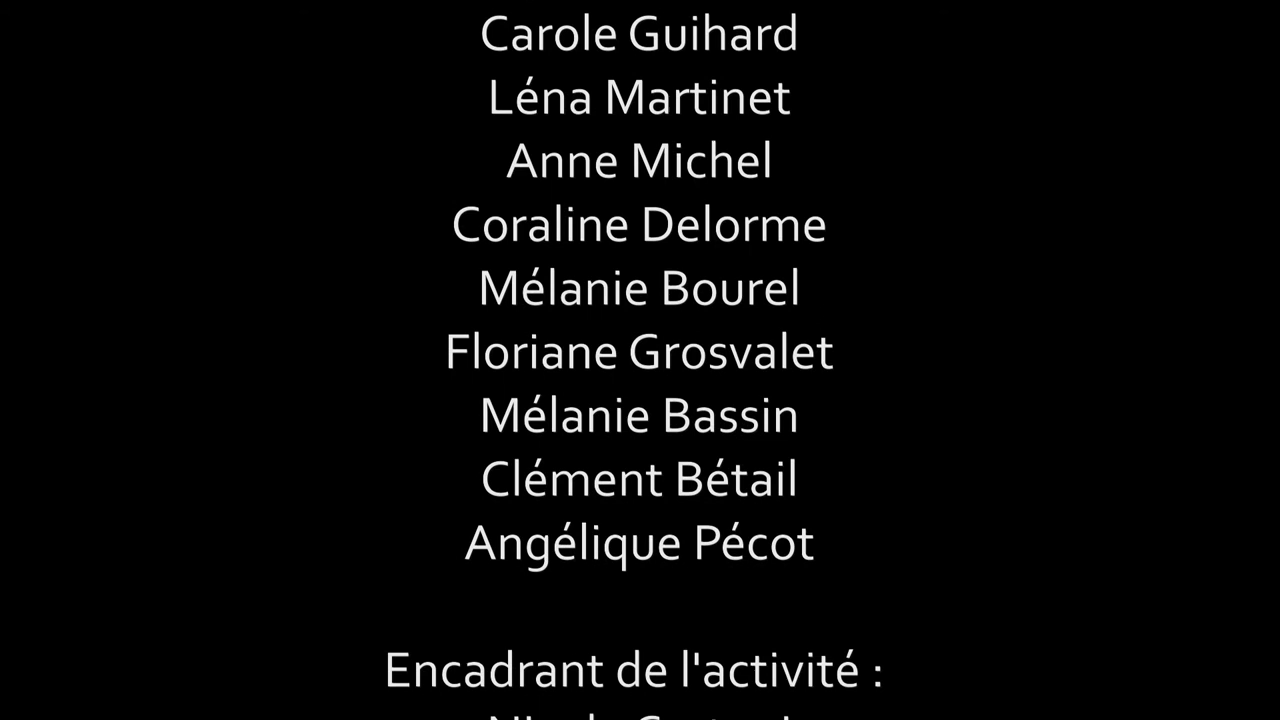 Carole Guihard
Léna Martinet
Anne Michel
Coraline Delorme
Mélanie Bourel
Floriane Grosvalet
Mélanie Bassin
Clément Bétail
Angélique Pécot
Encadrant de l'activité :